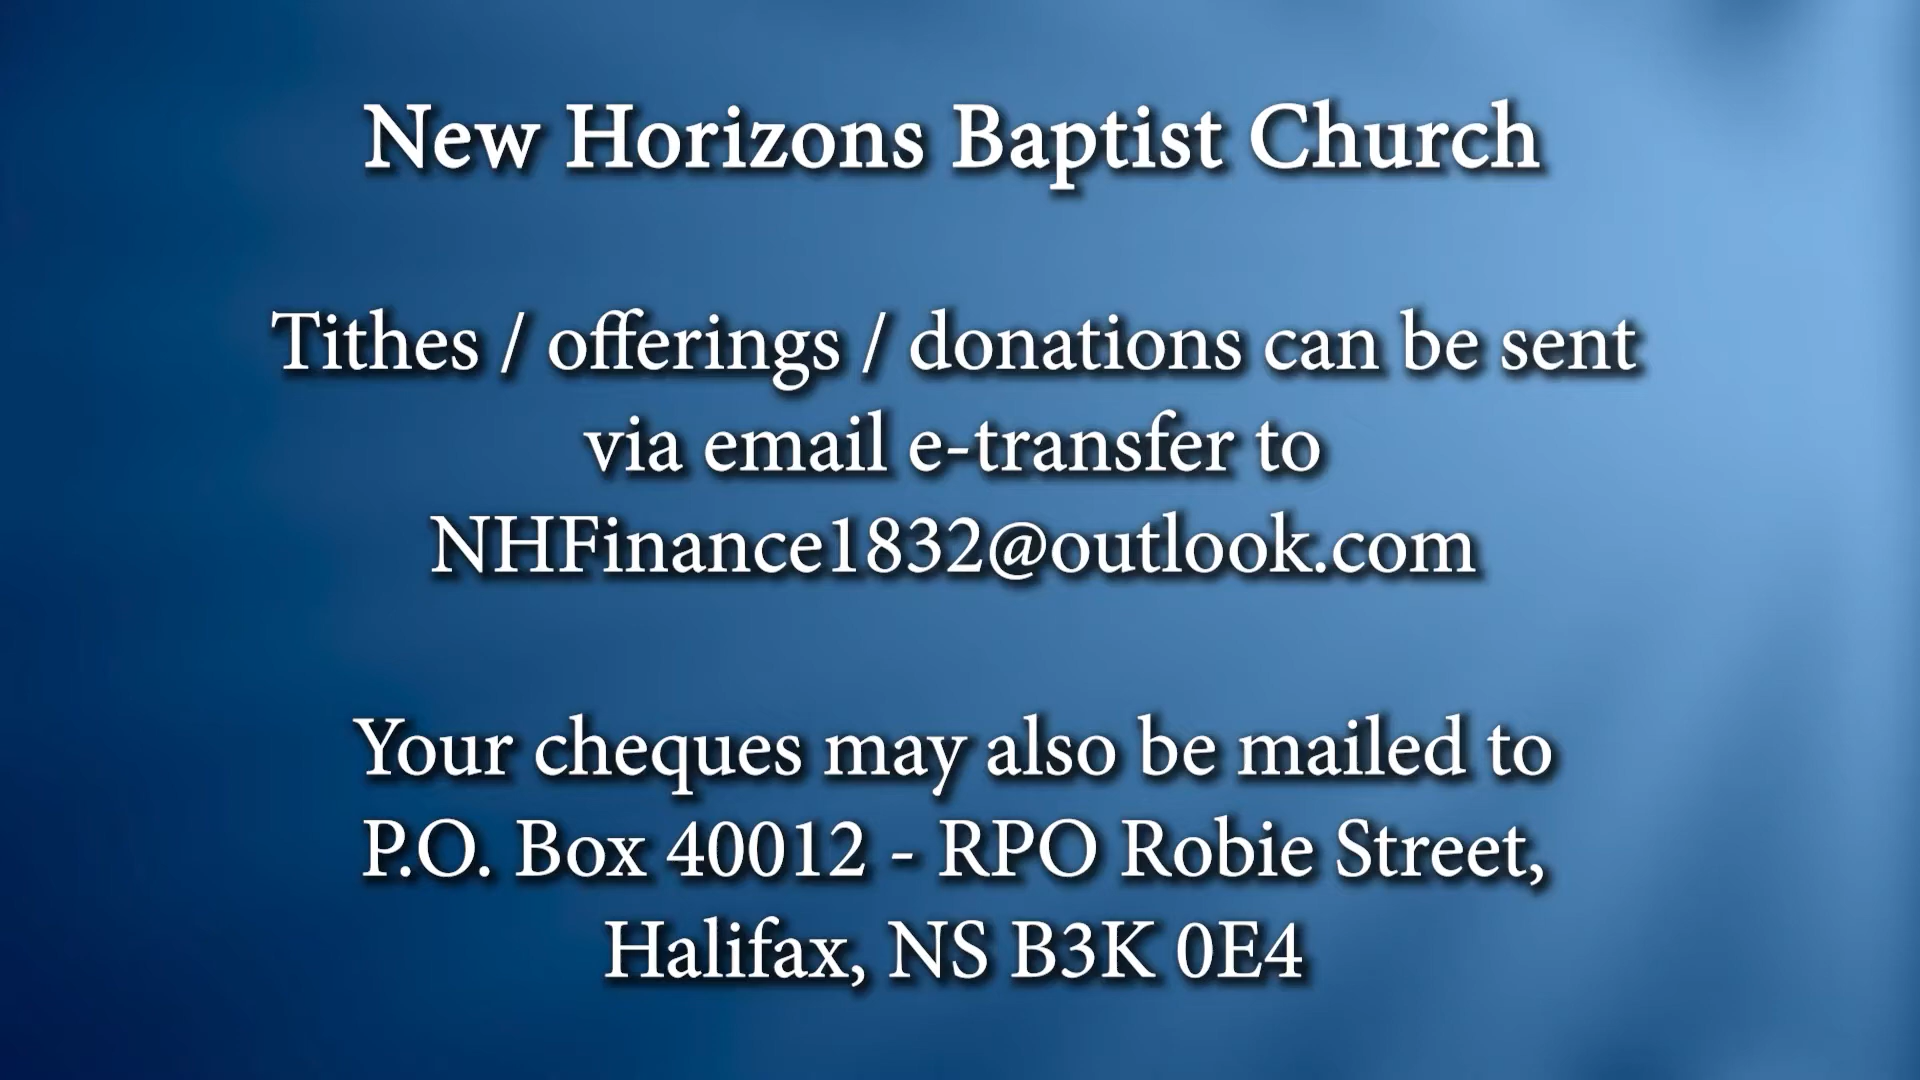 New Horizons Baptist Church
Tithes / offerings / donations can be sent
via email e-transfer to
NHFinance1832@outlook.com
Your cheques may also be mailed to
P.O. Box 40012 - RPO Robie Street,
Halifax, NS B3K 0E4